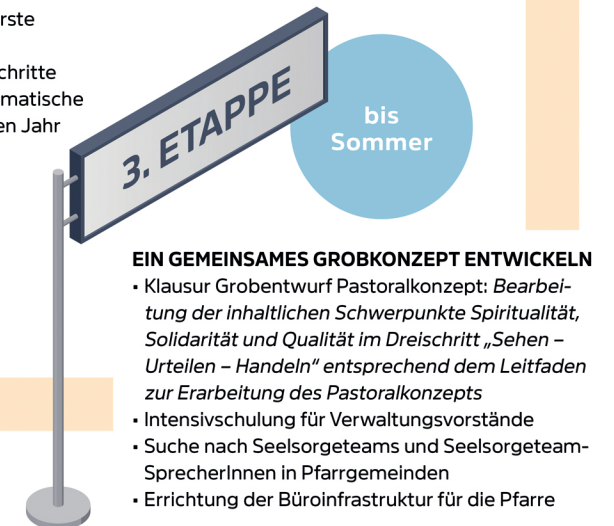 rste
chritte
matische
en Jahr
3. ETAPPE
bis
Sommer
EIN GEMEINSAMES GROBKONZEPT ENTWICKELN
• Klausur Grobentwurf Pastoralkonzept: Bearbei-
tung der inhaltlichen Schwerpunkte Spiritualität,
Solidarität und Qualität im Dreischritt „Sehen –
Urteilen – Handeln“ entsprechend dem Leitfaden
zur Erarbeitung des Pastoralkonzepts
• Intensivschulung für Verwaltungsvorstände
• Suche nach Seelsorgeteams und Seelsorgeteam-
SprecherInnen in Pfarrgemeinden
• Errichtung der Büroinfrastruktur für die Pfarre